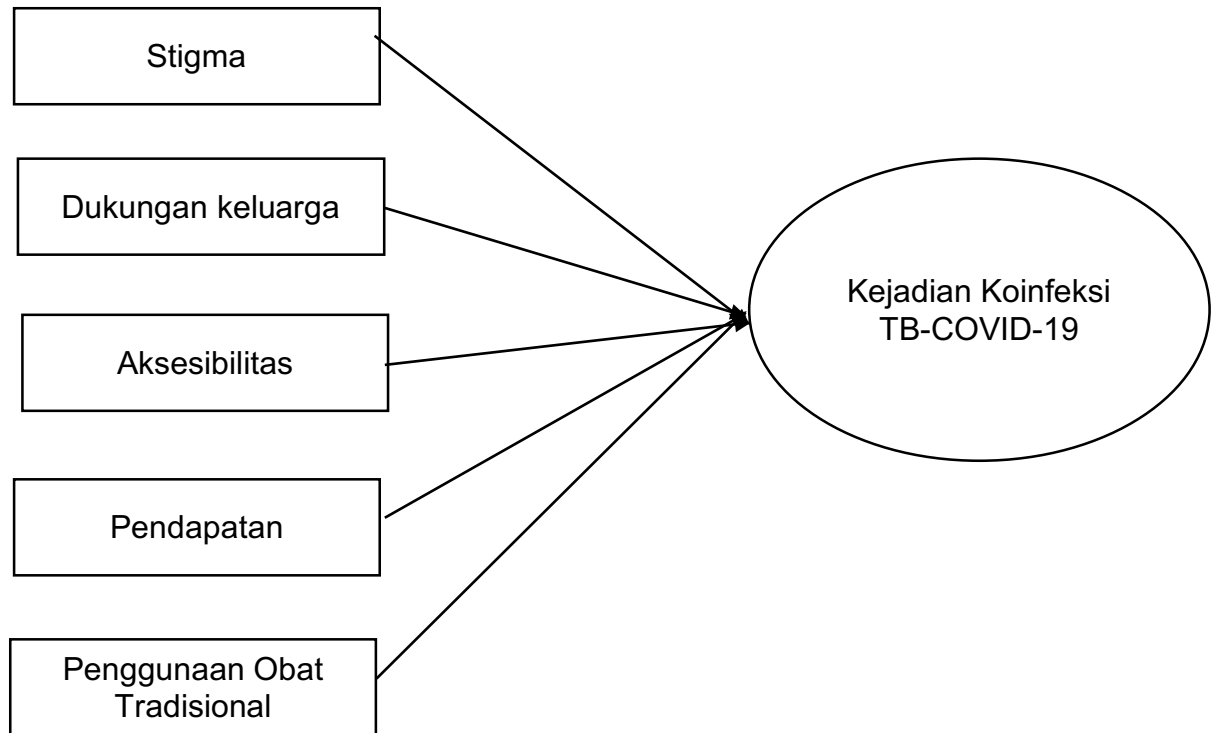 Stigma
Dukungan keluarga
Aksesibilitas
Pendapatan
Penggunaan Obat
Tradisional
Kejadian Koinfeksi
TB-COVID-19